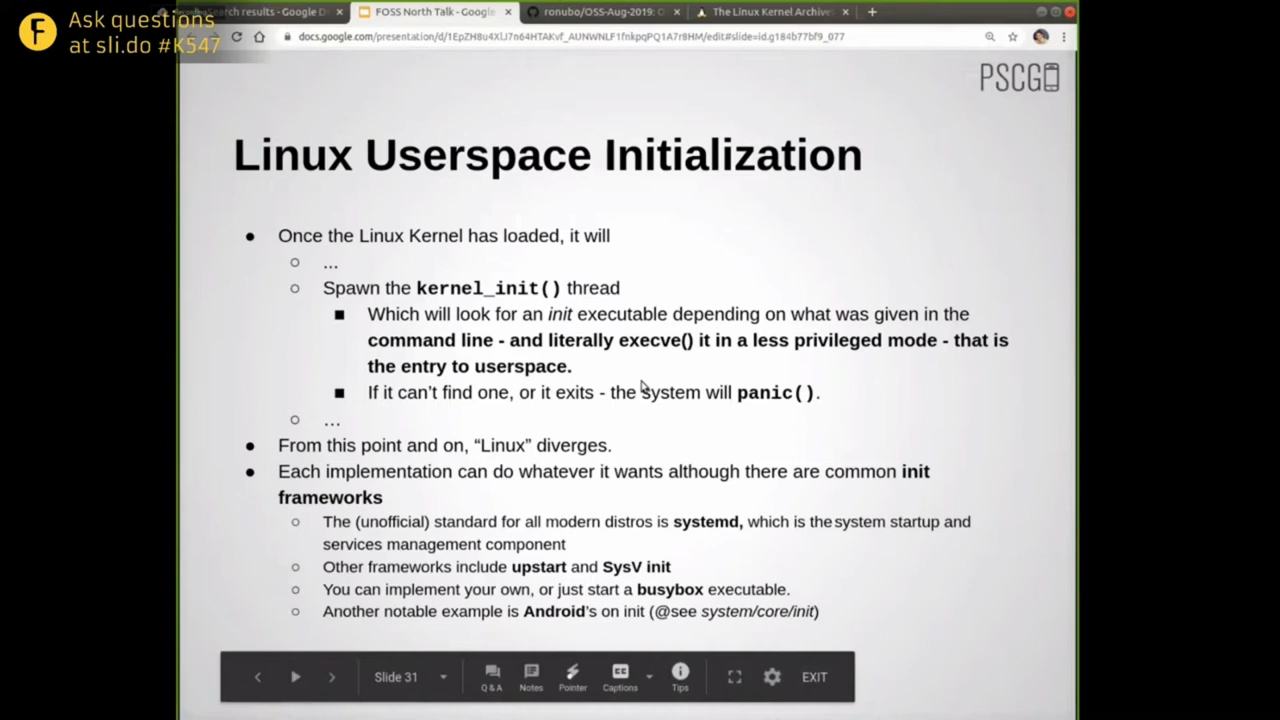 Ask questions
at sli.do #K547
Search results - Google D
FOSS North Talk - Google
ronubo/OSS-Aug-2019: O
The Linux Kernel Archive
docs.google.com/presentation/d/1EpZH8u4XlJ7n64HTAKvf_AUNWNLF1fnkpqPQ1A7r8HM/edit#slide=id.g184b77bf9_077
PSCG
Linux Userspace Initialization
● Once the Linux Kernel has loaded, it will
○ ...
○ Spawn the kernel_init() thread
■ Which will look for an init executable depending on what was given in the
command line - and literally execve() it in a less privileged mode - that is
the entry to userspace.
■ If it can't find one, or it exits - the system will panic().
○ ...
● From this point and on, “Linux” diverges.
● Each implementation can do whatever it wants although there are common init
frameworks
○ The (unofficial) standard for all modern distros is systemd, which is the system startup and
services management component
○ Other frameworks include upstart and SysV init
○ You can implement your own, or just start a busybox executable.
○ Another notable example is Android's on init (@see system/core/init)
Slide 31
Q & A
Notes
Pointer
Captions
Tips
EXIT